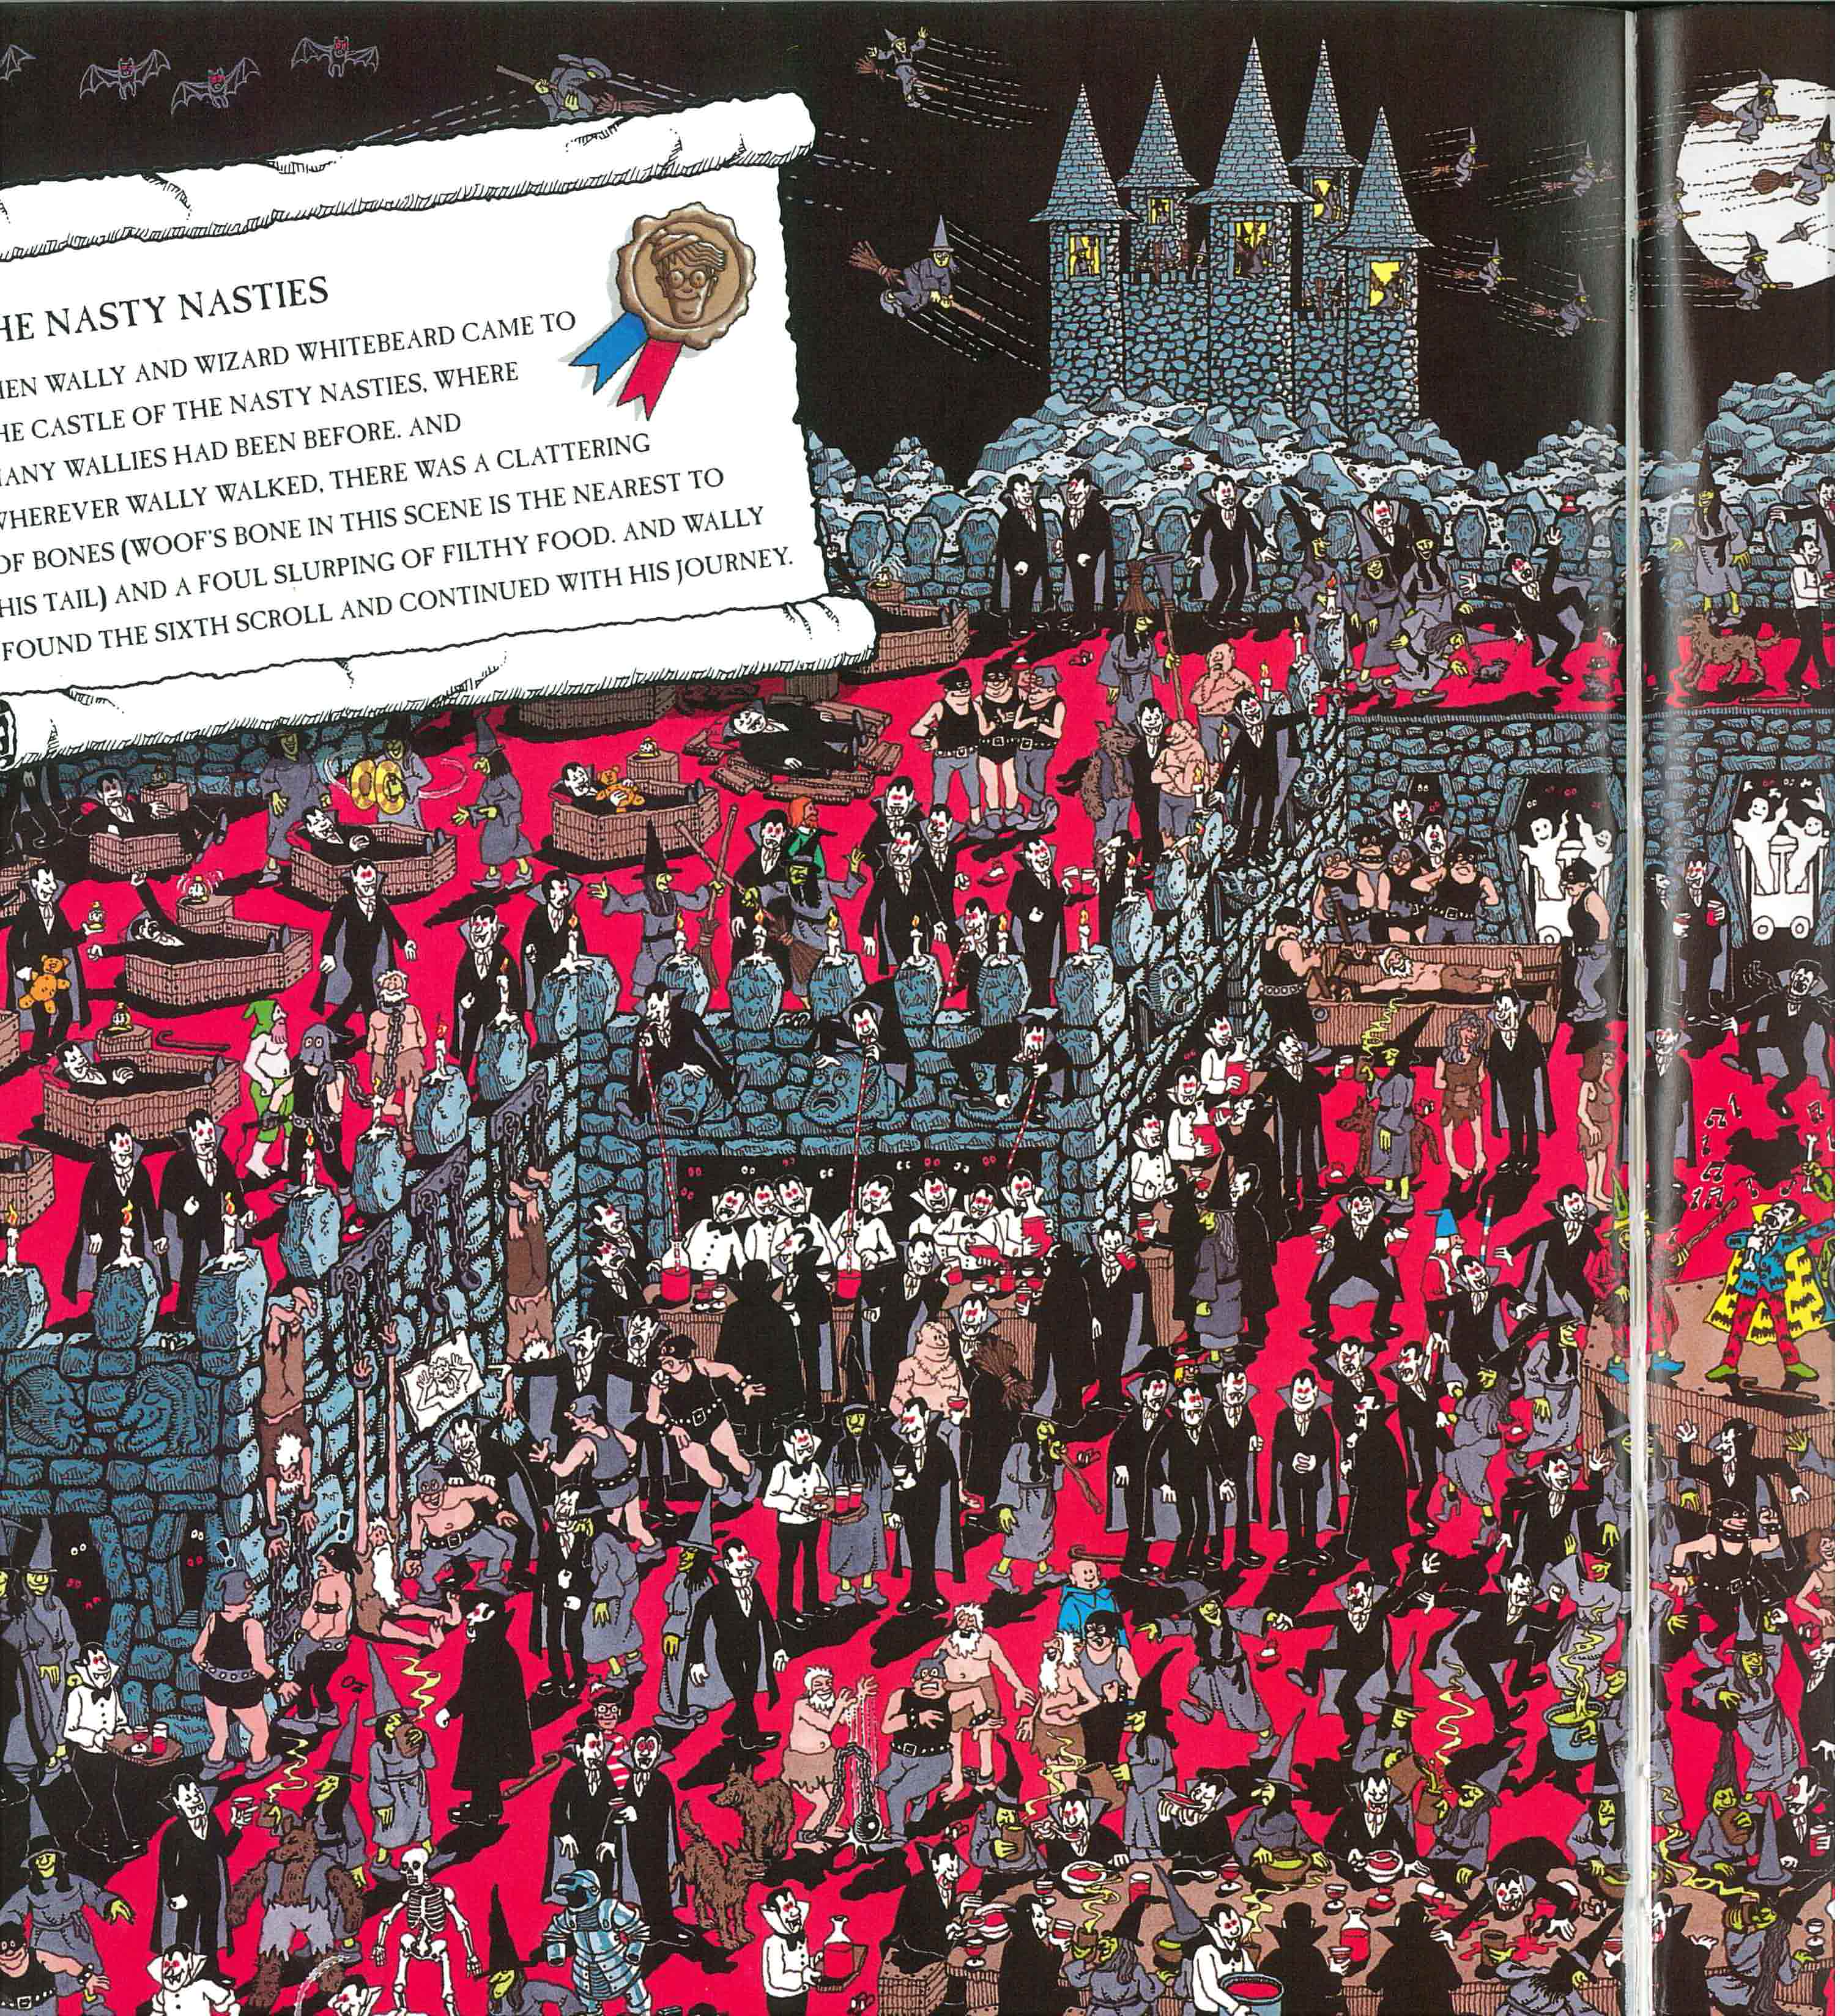 HE NASTY NASTIES
HEN WALLY AND WIZARD WHITEBEARD CAME TO
HE CASTLE OF THE NASTY NASTIES, WHERE
MANY WALLIES HAD BEEN BEFORE. AND
WHEREVER WALLY WALKED, THERE WAS A CLATTERING
OF BONES (WOOF'S BONE IN THIS SCENE IS THE NEAREST TO
HIS TAIL) AND A FOUL SLURPING OF FILTHY FOOD. AND WALLY
FOUND THE SIXTH SCROLL AND CONTINUED WITH HIS JOURNEY.
!
!